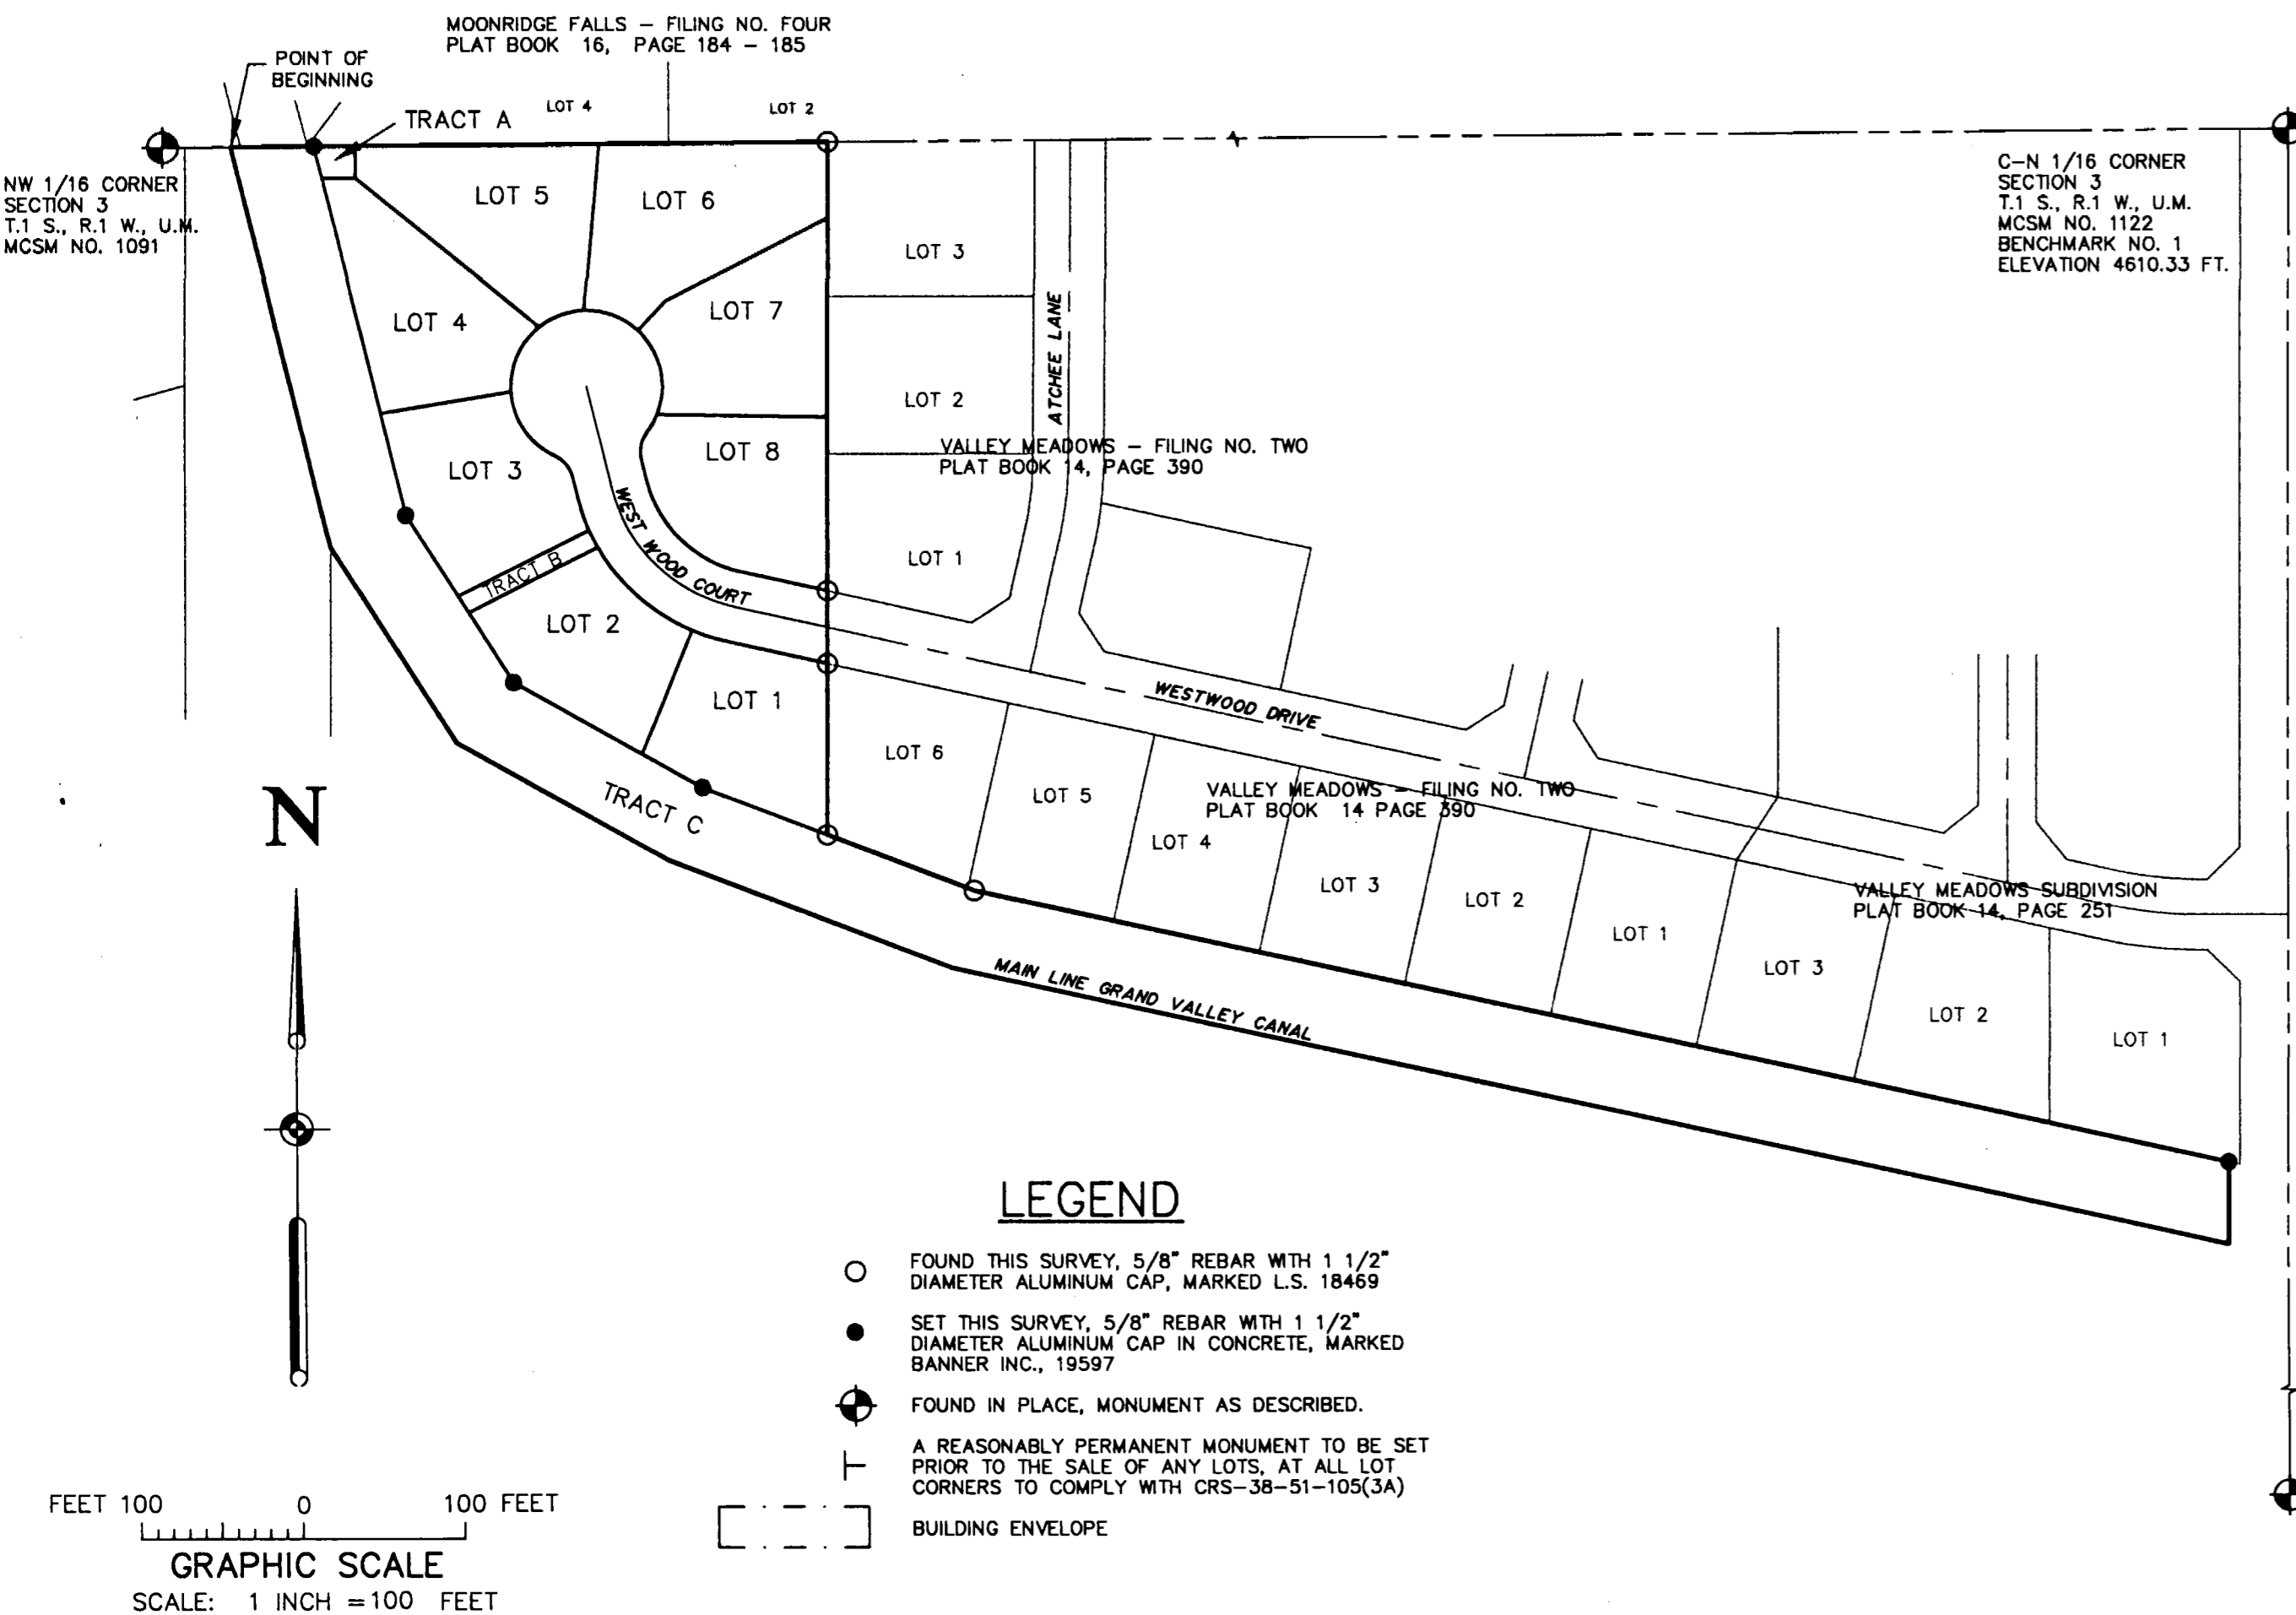 MOONRIDGE FALLS – FILING NO. FOUR
PLAT BOOK 16, PAGE 184 – 185
POINT OF
BEGINNING
TRACT A
LOT 4
LOT 2
NW 1/16 CORNER
SECTION 3
T.1 S., R.1 W., U.M.
MCSM NO. 1091
C–N 1/16 CORNER
SECTION 3
T.1 S., R.1 W., U.M.
MCSM NO. 1122
BENCHMARK NO. 1
ELEVATION 4610.33 FT.
LOT 5
LOT 6
LOT 3
LOT 4
LOT 7
ATCHEE LANE
LOT 2
VALLEY MEADOWS – FILING NO. TWO
PLAT BOOK 14, PAGE 390
LOT 3
LOT 8
WEST WOOD COURT
LOT 1
TRACT B
LOT 2
LOT 1
WESTWOOD DRIVE
LOT 6
LOT 5
LOT 4
VALLEY MEADOWS – FILING NO. TWO
PLAT BOOK 14 PAGE 390
TRACT C
LOT 3
LOT 2
LOT 1
VALLEY MEADOWS SUBDIVISION
PLAT BOOK 14, PAGE 251
LOT 3
LOT 2
LOT 1
MAIN LINE GRAND VALLEY CANAL
N
LEGEND
FOUND THIS SURVEY, 5/8" REBAR WITH 1 1/2"
DIAMETER ALUMINUM CAP, MARKED L.S. 18469
SET THIS SURVEY, 5/8" REBAR WITH 1 1/2"
DIAMETER ALUMINUM CAP IN CONCRETE, MARKED
BANNER INC., 19597
FOUND IN PLACE, MONUMENT AS DESCRIBED.
A REASONABLY PERMANENT MONUMENT TO BE SET
PRIOR TO THE SALE OF ANY LOTS, AT ALL LOT
CORNERS TO COMPLY WITH CRS–38–51–105(3A)
BUILDING ENVELOPE
FEET 100 0 100 FEET
GRAPHIC SCALE
SCALE: 1 INCH =100 FEET